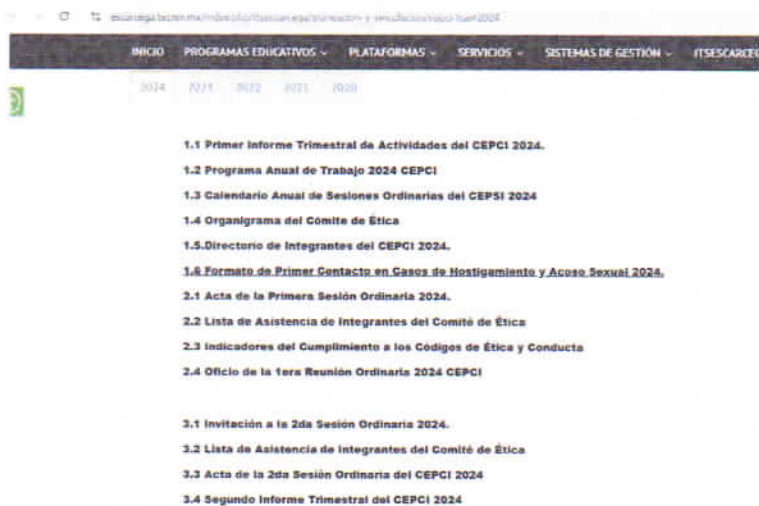 INICIO PROGRAMAS EDUCATIVOS PLATAFORMAS SERVICIOS SISTEMAS DE GESTIÓN ITSESCARCEG
2024 2022 2021 2020
1.1 Primer Informe Trimestral de Actividades del CEPCI 2024.
1.2 Programa Anual de Trabajo 2024 CEPCI
1.3 Calendario Anual de Sesiones Ordinarias del CEPSI 2024
1.4 Organigrama del Cómite de Ética
1.5.Directorio de Integrantes del CEPCI 2024.
1.6 Formato de Primer Contacto en Casos de Hostigamiento y Acoso Sexual 2024.
2.1 Acta de la Primera Sesión Ordinaria 2024.
2.2 Lista de Asistencia de Integrantes del Comité de Ética
2.3 Indicadores del Cumplimiento a los Códigos de Ética y Conducta
2.4 Oficio de la 1era Reunión Ordinaria 2024 CEPCI
3.1 Invitación a la 2da Sesión Ordinaria 2024.
3.2 Lista de Asistencia de Integrantes del Comité de Ética
3.3 Acta de la 2da Sesión Ordinaria del CEPCI 2024
3.4 Segundo Informe Trimestral del CEPCI 2024